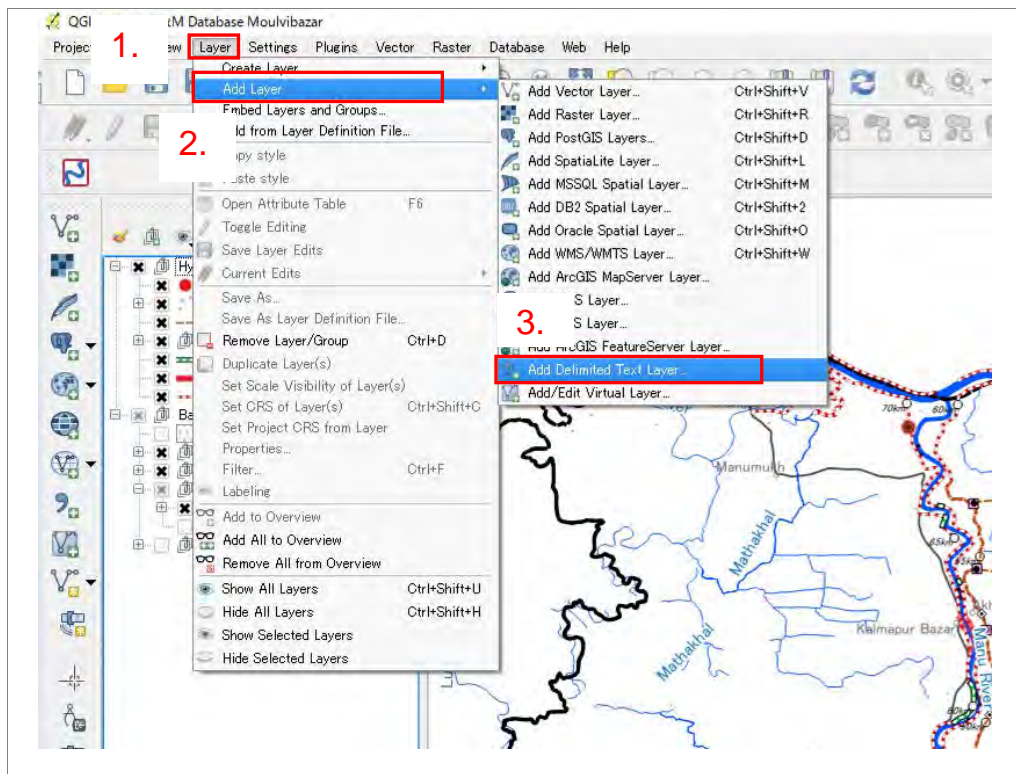 QGI
M Database Moulvibazar
1.
Projec
ew
Layer
Settings
Plugins
Vector
Raster
Database
Web
Help
Create Layer
Add Layer
Embed Layers and Groups...
Add from Layer Definition File...
2.
Copy style
Paste style
Open Attribute Table F6
Toggle Editing
Save Layer Edits
Current Edits
Save As...
Save As Layer Definition File...
Remove Layer/Group Ctrl+D
Duplicate Layer(s)
Set Scale Visibility of Layer(s)
Set CRS of Layer(s) Ctrl+Shift+C
Set Project CRS from Layer
Properties...
Filter... Ctrl+F
Labeling
Add to Overview
Add All to Overview
Remove All from Overview
Show All Layers Ctrl+Shift+U
Hide All Layers Ctrl+Shift+H
Show Selected Layers
Hide Selected Layers
Add Vector Layer... Ctrl+Shift+V
Add Raster Layer... Ctrl+Shift+R
Add PostGIS Layers... Ctrl+Shift+D
Add SpatiaLite Layer... Ctrl+Shift+L
Add MSSQL Spatial Layer... Ctrl+Shift+M
Add DB2 Spatial Layer... Ctrl+Shift+2
Add Oracle Spatial Layer... Ctrl+Shift+O
Add WMS/WMTS Layer... Ctrl+Shift+W
Add ArcGIS MapServer Layer...
S Layer...
3.
S Layer...
Add ArcGIS FeatureServer Layer...
Add Delimited Text Layer...
Add/Edit Virtual Layer...
Hy
Ba
70km
60k
Manumukh
Mathakhal
65km
Kalmapur Bazar
Mathakhal
Manu River
Lu